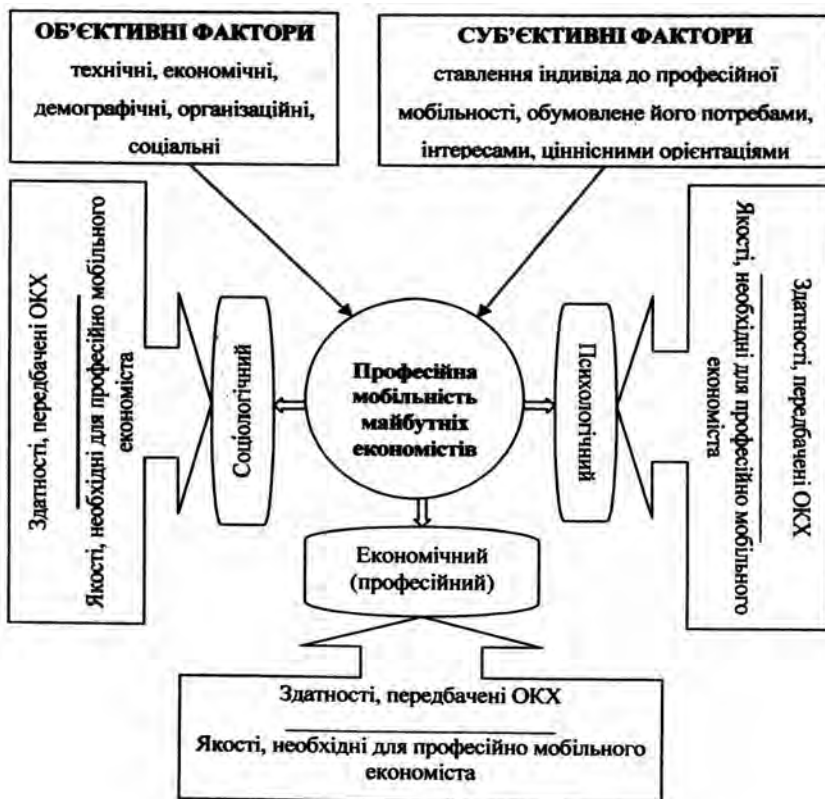 ОБ’ЄКТИВНІ ФАКТОРИ
технічні, економічні,
демографічні, організаційні,
соціальні
СУБ’ЄКТИВНІ ФАКТОРИ
ставлення індивіда до професійної
мобільності, обумовлене його потребами,
інтересами, ціннісними орієнтаціями
Здатності, передбачені ОКХ
Якості, необхідні для професійно мобільного
економіста
Соціологічний
Професійна
мобільність
майбутніх
економістів
Психологічний
Якості, необхідні для професійно мобільного
економіста
Здатності, передбачені ОКХ
Економічний
(професійний)
Здатності, передбачені ОКХ
Якості, необхідні для професійно мобільного
економіста